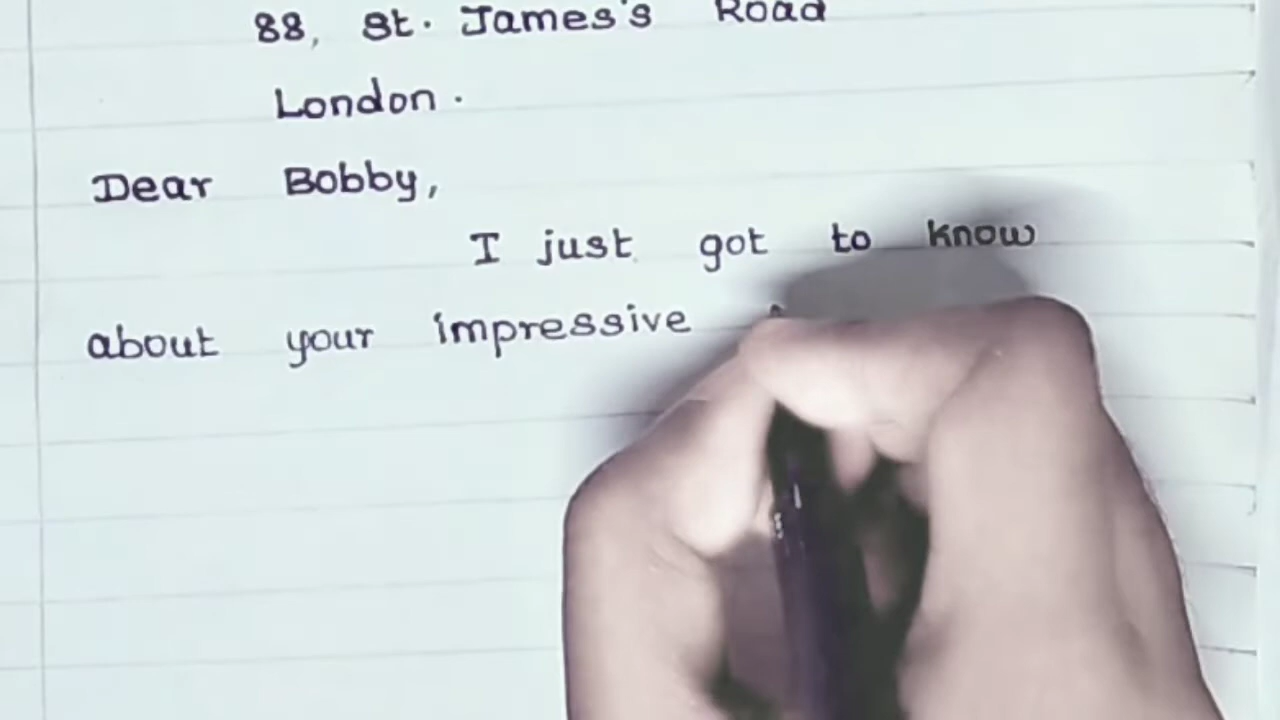 88, St. James's Road
London.
Dear Bobby,
I just got to know
about your impressive